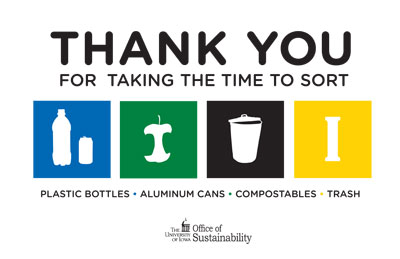 THANK YOU
FOR TAKING THE TIME TO SORT
PLASTIC BOTTLES • ALUMINUM CANS • COMPOSTABLES • TRASH
THE
UNIVERSITY
OF IOWA
Office of
Sustainability